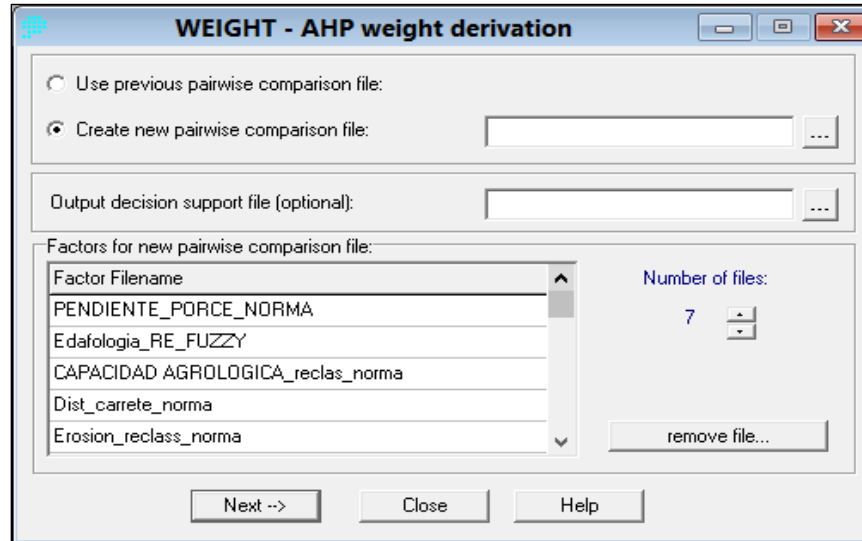 WEIGHT - AHP weight derivation
Use previous pairwise comparison file:
Create new pairwise comparison file:
...
Output decision support file (optional):
...
Factors for new pairwise comparison file:
Factor Filename
Number of files:
PENDIENTE_PORCE_NORMA
7
Edafologia_RE_FUZZY
CAPACIDAD AGROLOGICA_reclas_norma
Dist_carrete_norma
Erosion_reclass_norma
remove file...
Next -->
Close
Help